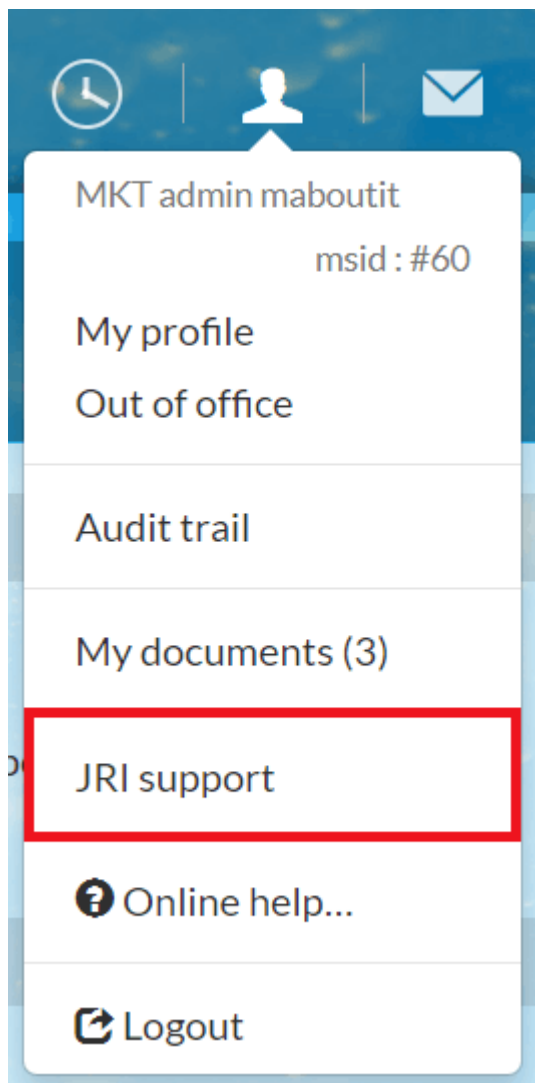 MKT admin maboutit
msid : #60
My profile
Out of office
Audit trail
My documents (3)
JRI support
Online help...
Logout